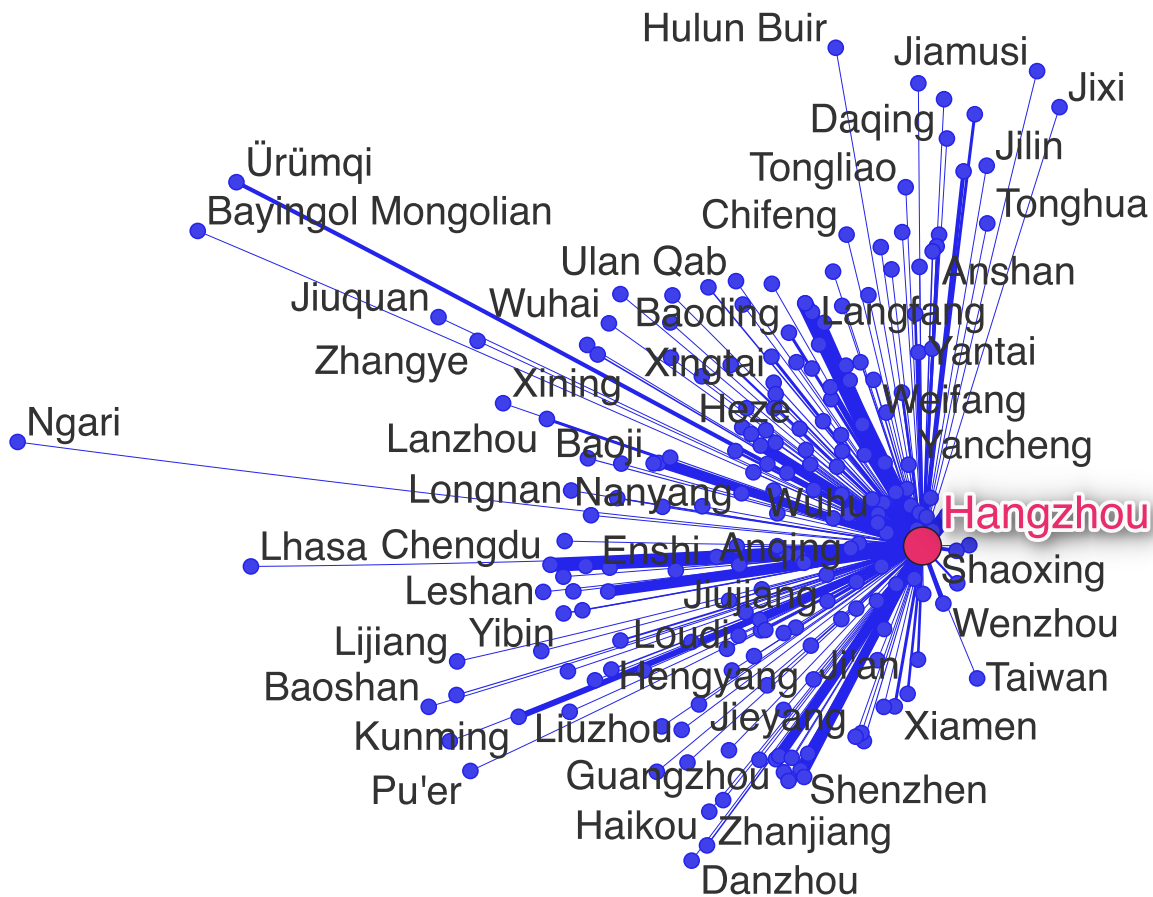 Hulun Buir
Jiamusi
Jixi
Daqing
Jilin
Ürümqi
Tongliao
Bayingol Mongolian
Chifeng
Tonghua
Ulan Qab
Anshan
Jiuquan
Wuhai
Baoding
Langfang
Zhangye
Xingtai
Yantai
Xining
Heze
Weifang
Ngari
Lanzhou
Baoji
Yancheng
Longnan
Nanyang
Wuhu
Hangzhou
Lhasa
Chengdu
Enshi
Anqing
Shaoxing
Leshan
Jiujiang
Wenzhou
Lijiang
Yibin
Loudi
Baoshan
Hengyang
Ji'an
Taiwan
Kunming
Liuzhou
Jieyang
Xiamen
Pu'er
Guangzhou
Shenzhen
Haikou
Zhanjiang
Danzhou